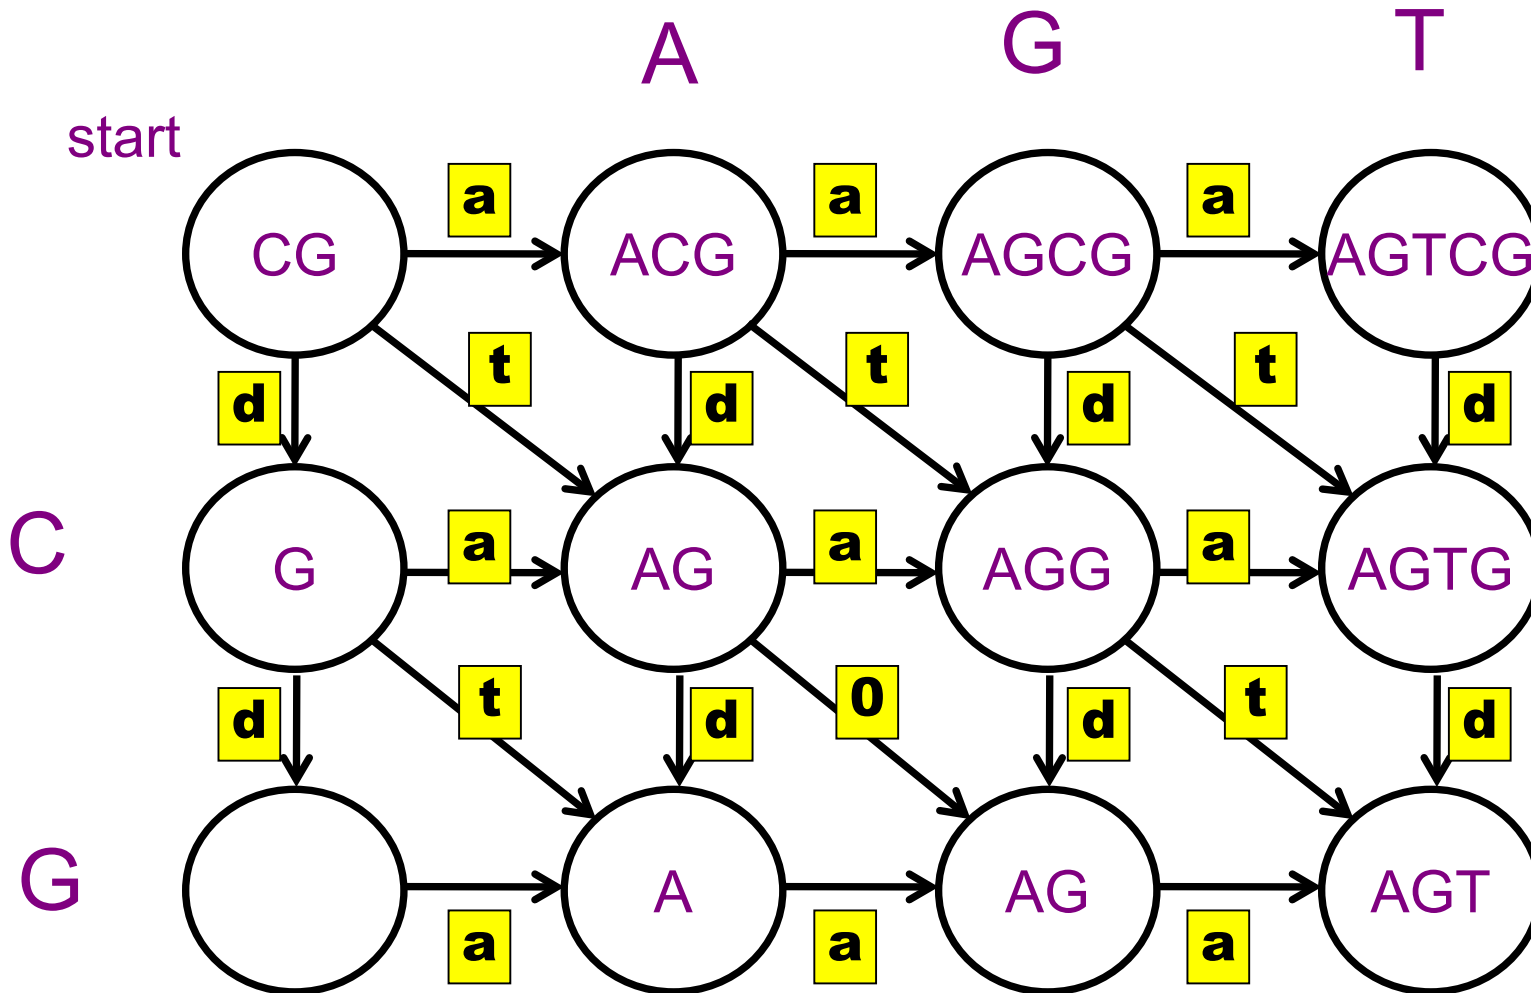 A G T
start
a a a
CG ACG AGCG AGTCG
t t t
d d d d
C
a a a
G AG AGG AGTG
t 0 t
d d d d
G
A AG AGT
a a a